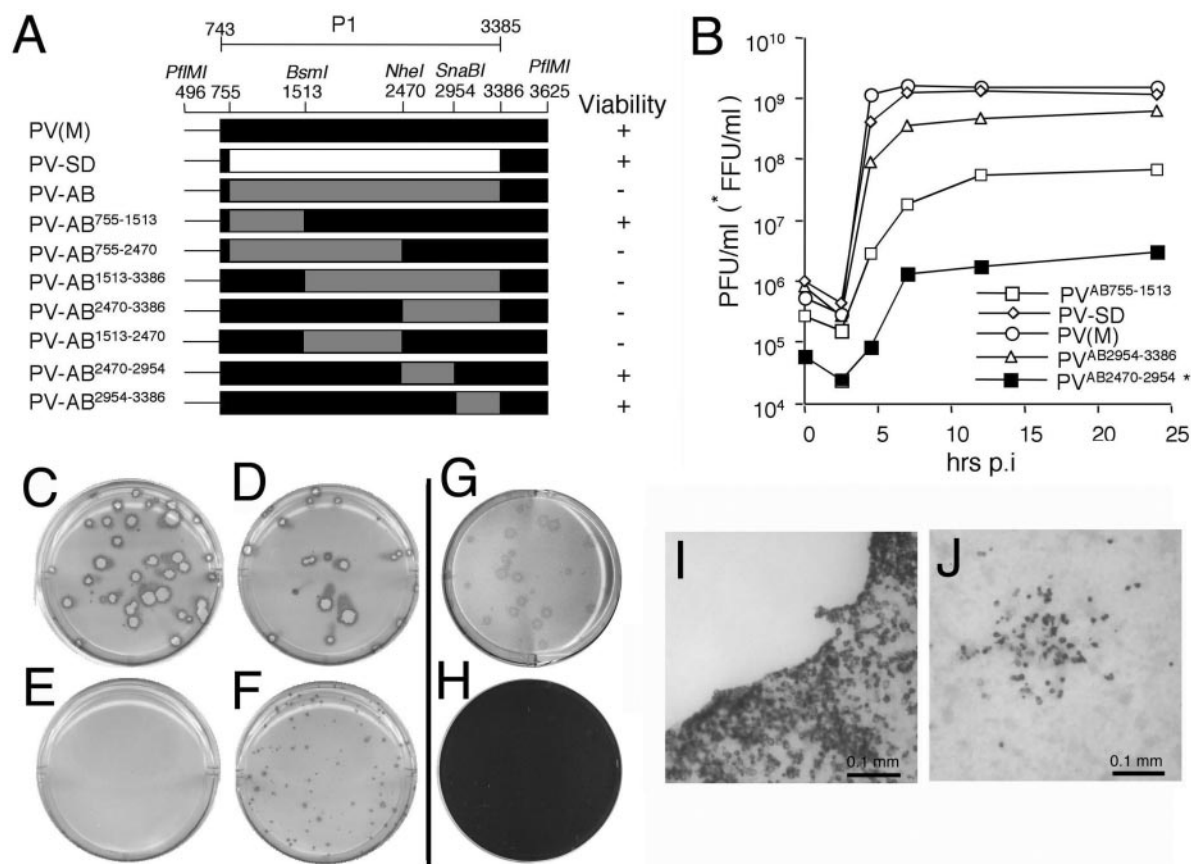 A
P1
743 3385
PflMI BsmI NheI SnaBI PflMI
496 755 1513 2470 2954 3386 3625
Viability
PV(M) +
PV-SD +
PV-AB -
PV-AB755-1513 +
PV-AB755-2470 -
PV-AB1513-3386 -
PV-AB2470-3386 -
PV-AB1513-2470 -
PV-AB2470-2954 +
PV-AB2954-3386 +
B
PFU/ml (* FFU/ml)
10^10
10^9
10^8
10^7
10^6
10^5
10^4
0 5 10 15 20 25
hrs p.i
PVAB755-1513
PV-SD
PV(M)
PVAB2954-3386
PVAB2470-2954 *
C
D
G
E
F
H
I
0.1 mm
J
0.1 mm